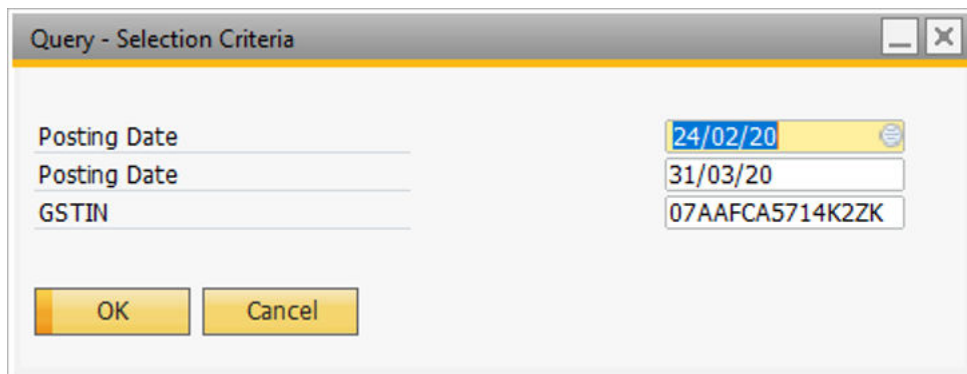 Query - Selection Criteria
Posting Date 24/02/20
Posting Date 31/03/20
GSTIN 07AAFCA5714K2ZK
OK Cancel